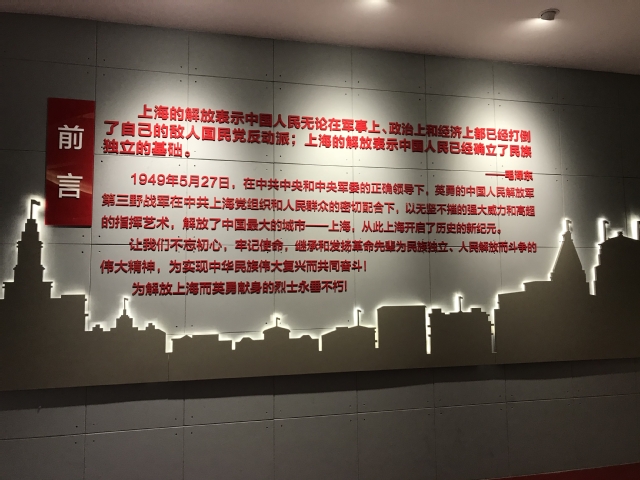 前言
上海的解放表示中国人民无论在军事上、政治上和经济上都已经打倒
了自己的敌人国民党反动派；上海的解放表示中国人民已经确立了民族
独立的基础。
——毛泽东
1949年5月27日，在中共中央和中央军委的正确领导下，英勇的中国人民解放军
第三野战军在中共上海党组织和人民群众的密切配合下，以无坚不摧的强大威力和高超
的指挥艺术，解放了中国最大的城市——上海，从此上海开启了历史的新纪元。
让我们不忘初心，牢记使命，继承和发扬革命先辈为民族独立、人民解放而斗争的
伟大精神，为实现中华民族伟大复兴而共同奋斗！
为解放上海而英勇献身的烈士永垂不朽！